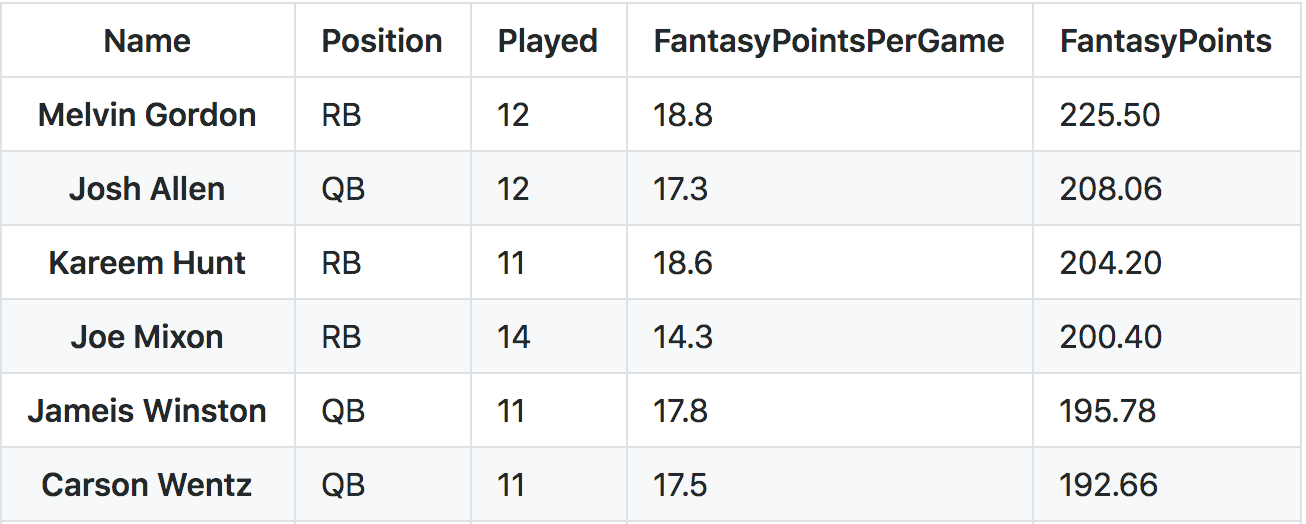 Name Position Played FantasyPointsPerGame FantasyPoints
Melvin Gordon RB 12 18.8 225.50
Josh Allen QB 12 17.3 208.06
Kareem Hunt RB 11 18.6 204.20
Joe Mixon RB 14 14.3 200.40
Jameis Winston QB 11 17.8 195.78
Carson Wentz QB 11 17.5 192.66